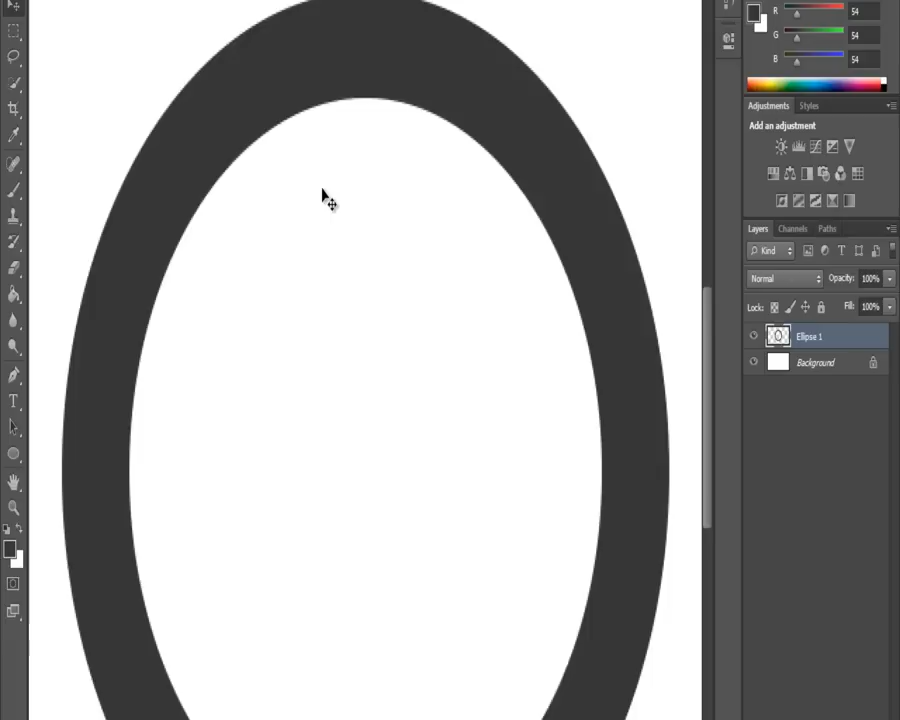 R 54
G 54
B 54
Adjustments Styles
Add an adjustment
Layers Channels Paths
Kind T
Normal Opacity: 100%
Lock: Fill: 100%
Ellipse 1
Background
T